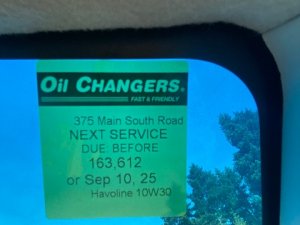 Oil CHANGERS®
FAST & FRIENDLY
375 Main South Road
NEXT SERVICE
DUE BEFORE
163,612
or Sep 10, 25
Havoline 10W30